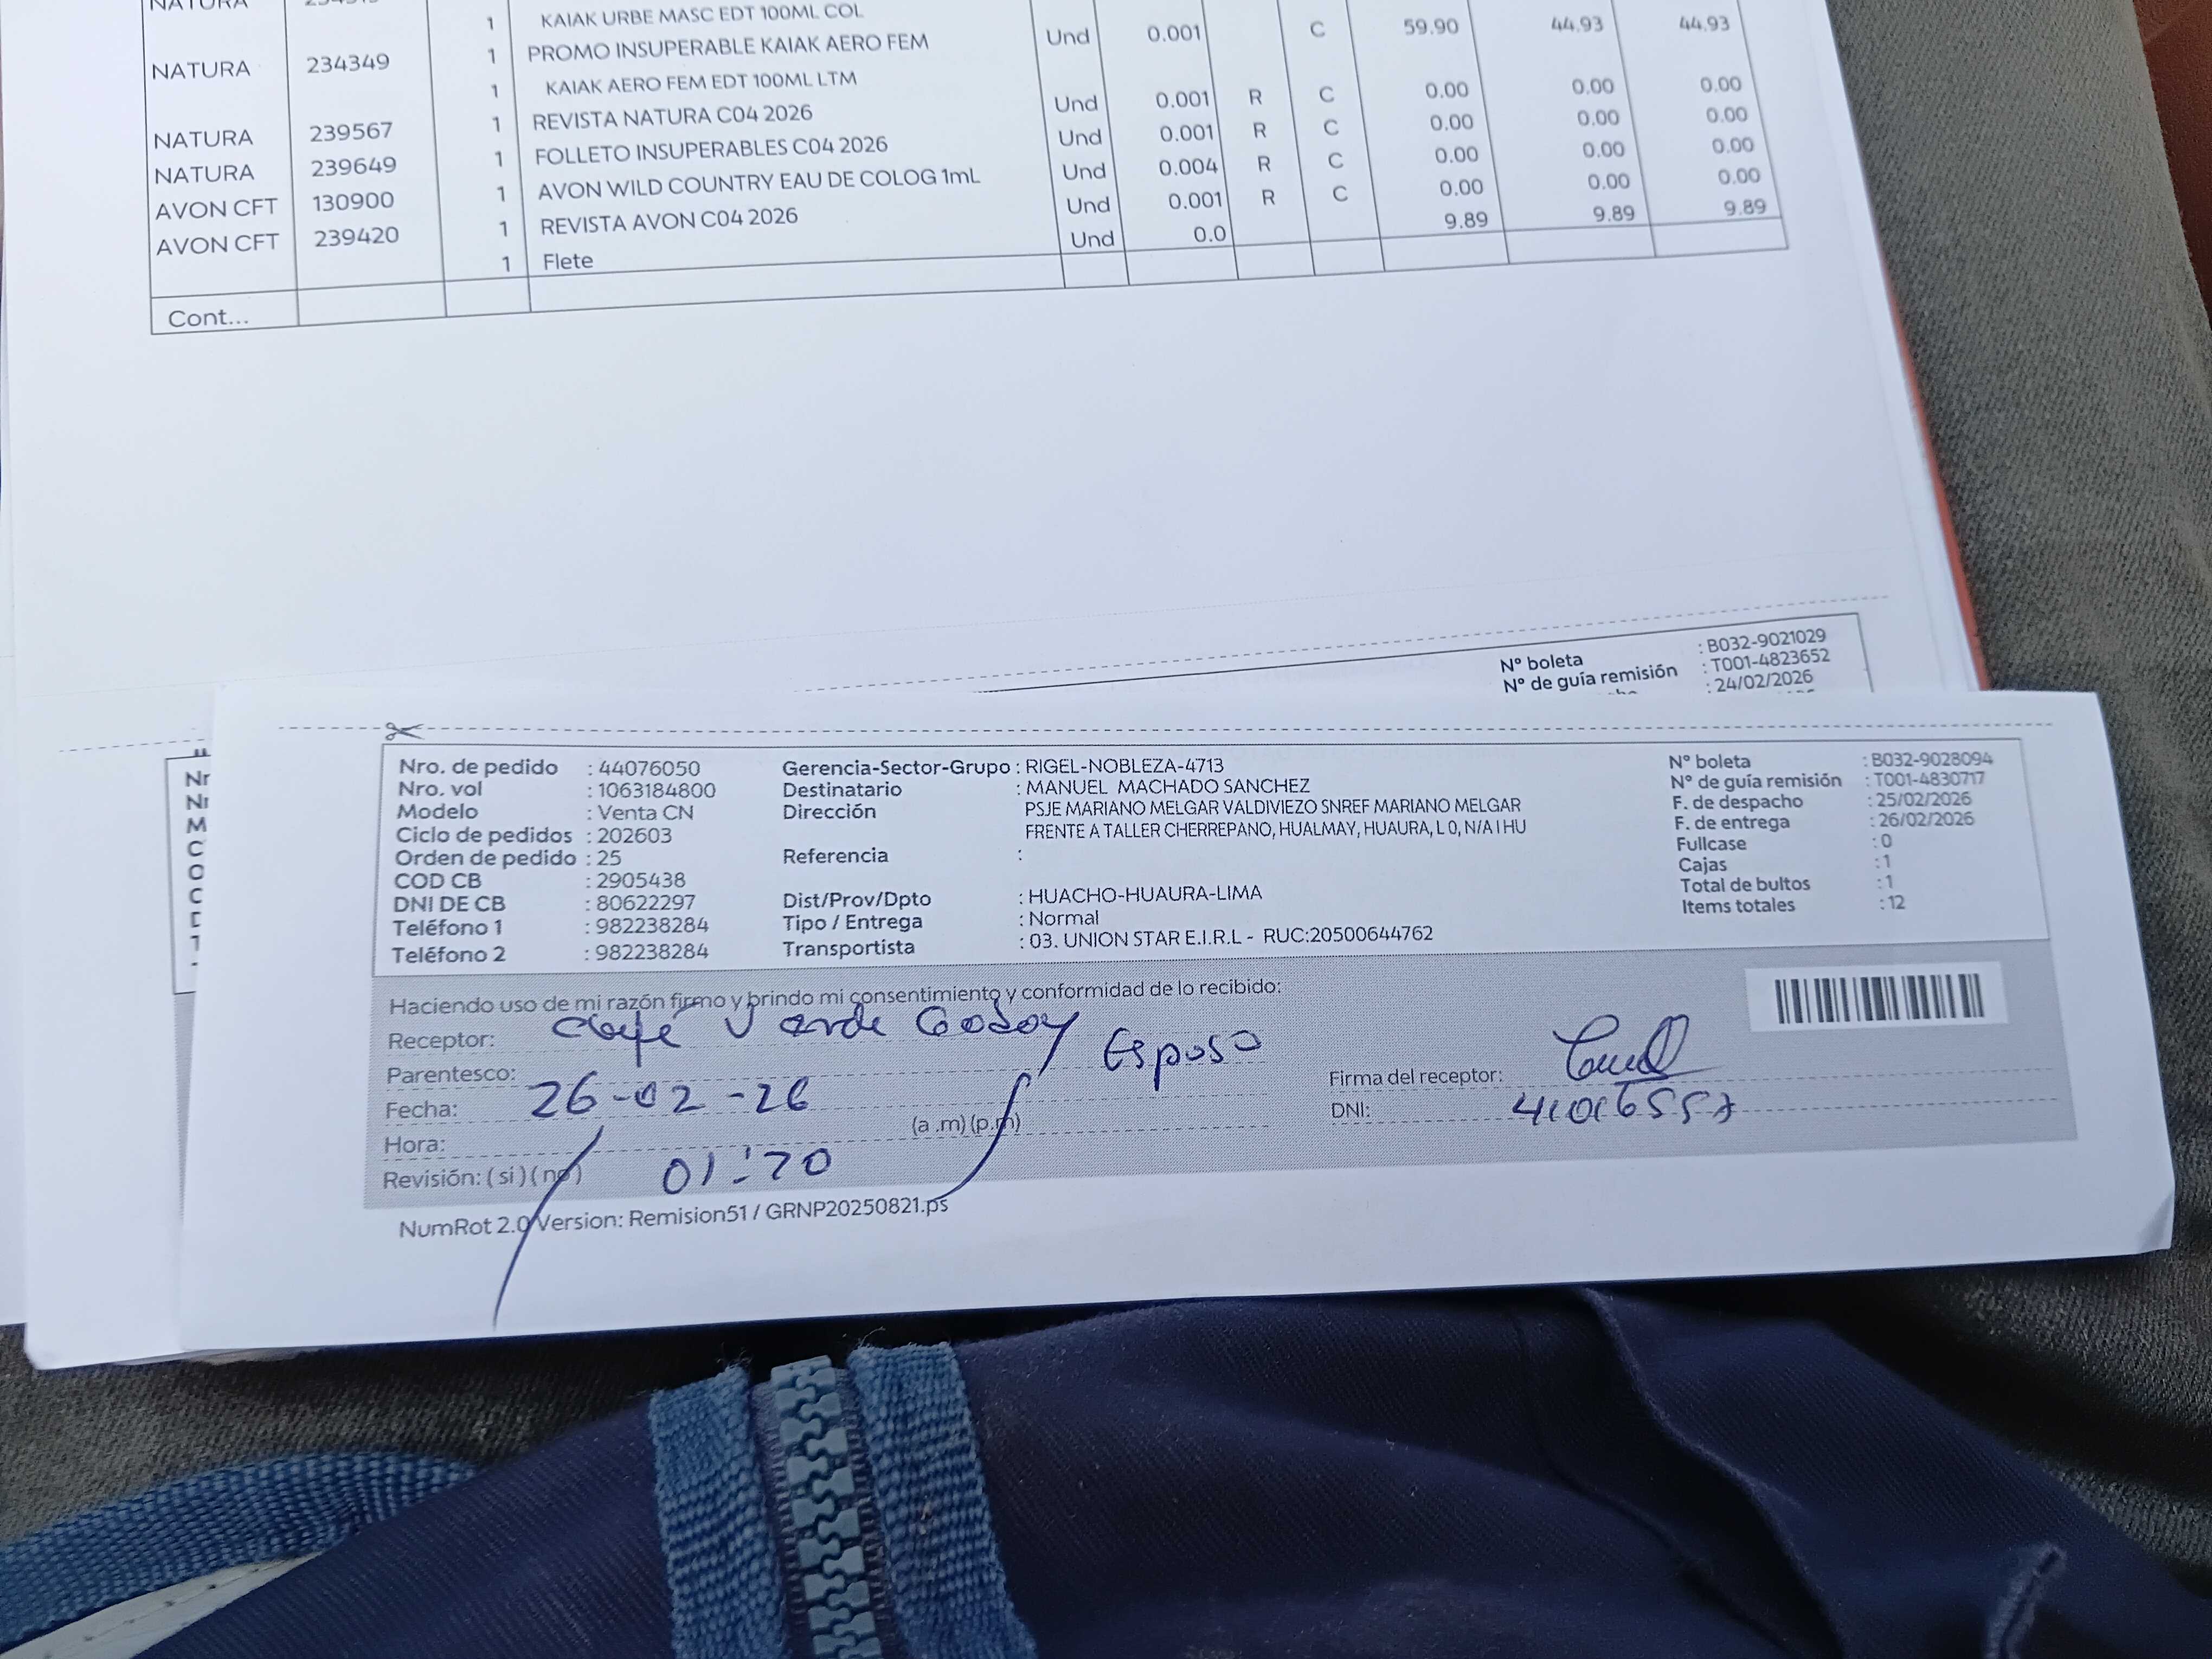 NATURA
1 KAIAK URBE MASC EDT 100ML COL
NATURA 234349 1 PROMO INSUPERABLE KAIAK AERO FEM Und 0.001 C 59.90 44.93 44.93
1 KAIAK AERO FEM EDT 100ML LTM
NATURA 239567 1 REVISTA NATURA C04 2026 Und 0.001 R C 0.00 0.00 0.00
NATURA 239649 1 FOLLETO INSUPERABLES C04 2026 Und 0.001 R C 0.00 0.00 0.00
AVON CFT 130900 1 AVON WILD COUNTRY EAU DE COLOG 1mL Und 0.004 R C 0.00 0.00 0.00
AVON CFT 239420 1 REVISTA AVON C04 2026 Und 0.001 R C 0.00 0.00 0.00
1 Flete Und 0.0 9.89 9.89 9.89
Cont...
N° boleta : B032-9021029
N° de guía remisión : T001-4823652
: 24/02/2026
Nro. de pedido : 44076050 Gerencia-Sector-Grupo : RIGEL-NOBLEZA-4713 N° boleta : B032-9028094
Nro. vol : 1063184800 Destinatario : MANUEL MACHADO SANCHEZ N° de guía remisión : T001-4830717
Modelo : Venta CN Dirección PSJE MARIANO MELGAR VALDIVIEZO SNREF MARIANO MELGAR F. de despacho : 25/02/2026
Ciclo de pedidos : 202603 FRENTE A TALLER CHERREPANO, HUALMAY, HUAURA, L 0, N/A I HU F. de entrega : 26/02/2026
Orden de pedido : 25 Referencia : Fullcase : 0
COD CB : 2905438 Cajas : 1
DNI DE CB : 80622297 Dist/Prov/Dpto : HUACHO-HUAURA-LIMA Total de bultos : 1
Teléfono 1 : 982238284 Tipo / Entrega : Normal Items totales : 12
Teléfono 2 : 982238284 Transportista : 03. UNION STAR E.I.R.L - RUC:20500644762
Haciendo uso de mi razón firmo y brindo mi consentimiento y conformidad de lo recibido:
Receptor: Godoy
Parentesco: Esposo
Firma del receptor:
Fecha: 26-02-26
DNI:
Hora: (a .m) (p.m)
01:20
Revisión: ( si ) ( no )
NumRot 2.0 Version: Remision51 / GRNP20250821.ps